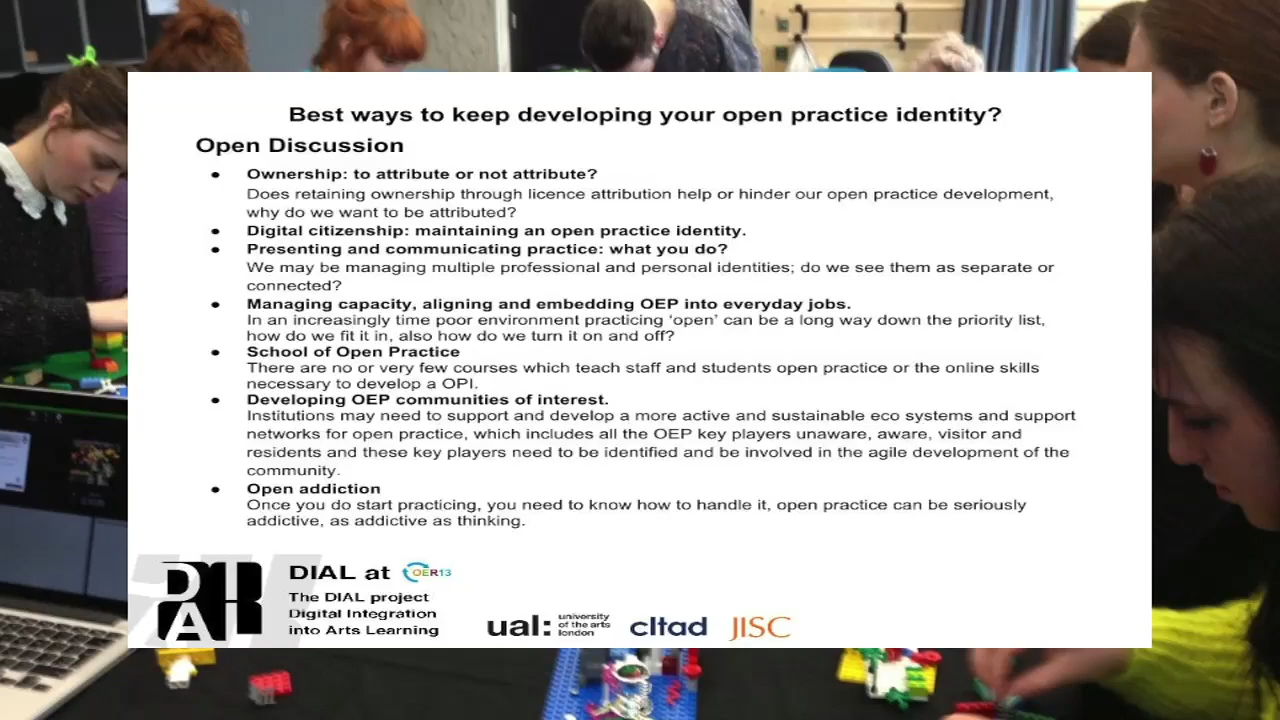 Best ways to keep developing your open practice identity?
Open Discussion
● Ownership: to attribute or not attribute?
Does retaining ownership through licence attribution help or hinder our open practice development,
why do we want to be attributed?
● Digital citizenship: maintaining an open practice identity.
● Presenting and communicating practice: what you do?
We may be managing multiple professional and personal identities; do we see them as separate or
connected?
● Managing capacity, aligning and embedding OEP into everyday jobs.
In an increasingly time poor environment practicing ‘open’ can be a long way down the priority list,
how do we fit it in, also how do we turn it on and off?
● School of Open Practice
There are no or very few courses which teach staff and students open practice or the online skills
necessary to develop a OPI.
● Developing OEP communities of interest.
Institutions may need to support and develop a more active and sustainable eco systems and support
networks for open practice, which includes all the OEP key players unaware, aware, visitor and
residents and these key players need to be identified and be involved in the agile development of the
community.
● Open addiction
Once you do start practicing, you need to know how to handle it, open practice can be seriously
addictive, as addictive as thinking.
DIAL
DIAL at OER13
The DIAL project
Digital Integration
into Arts Learning
ual: university
of the arts
london
cltad
JISC